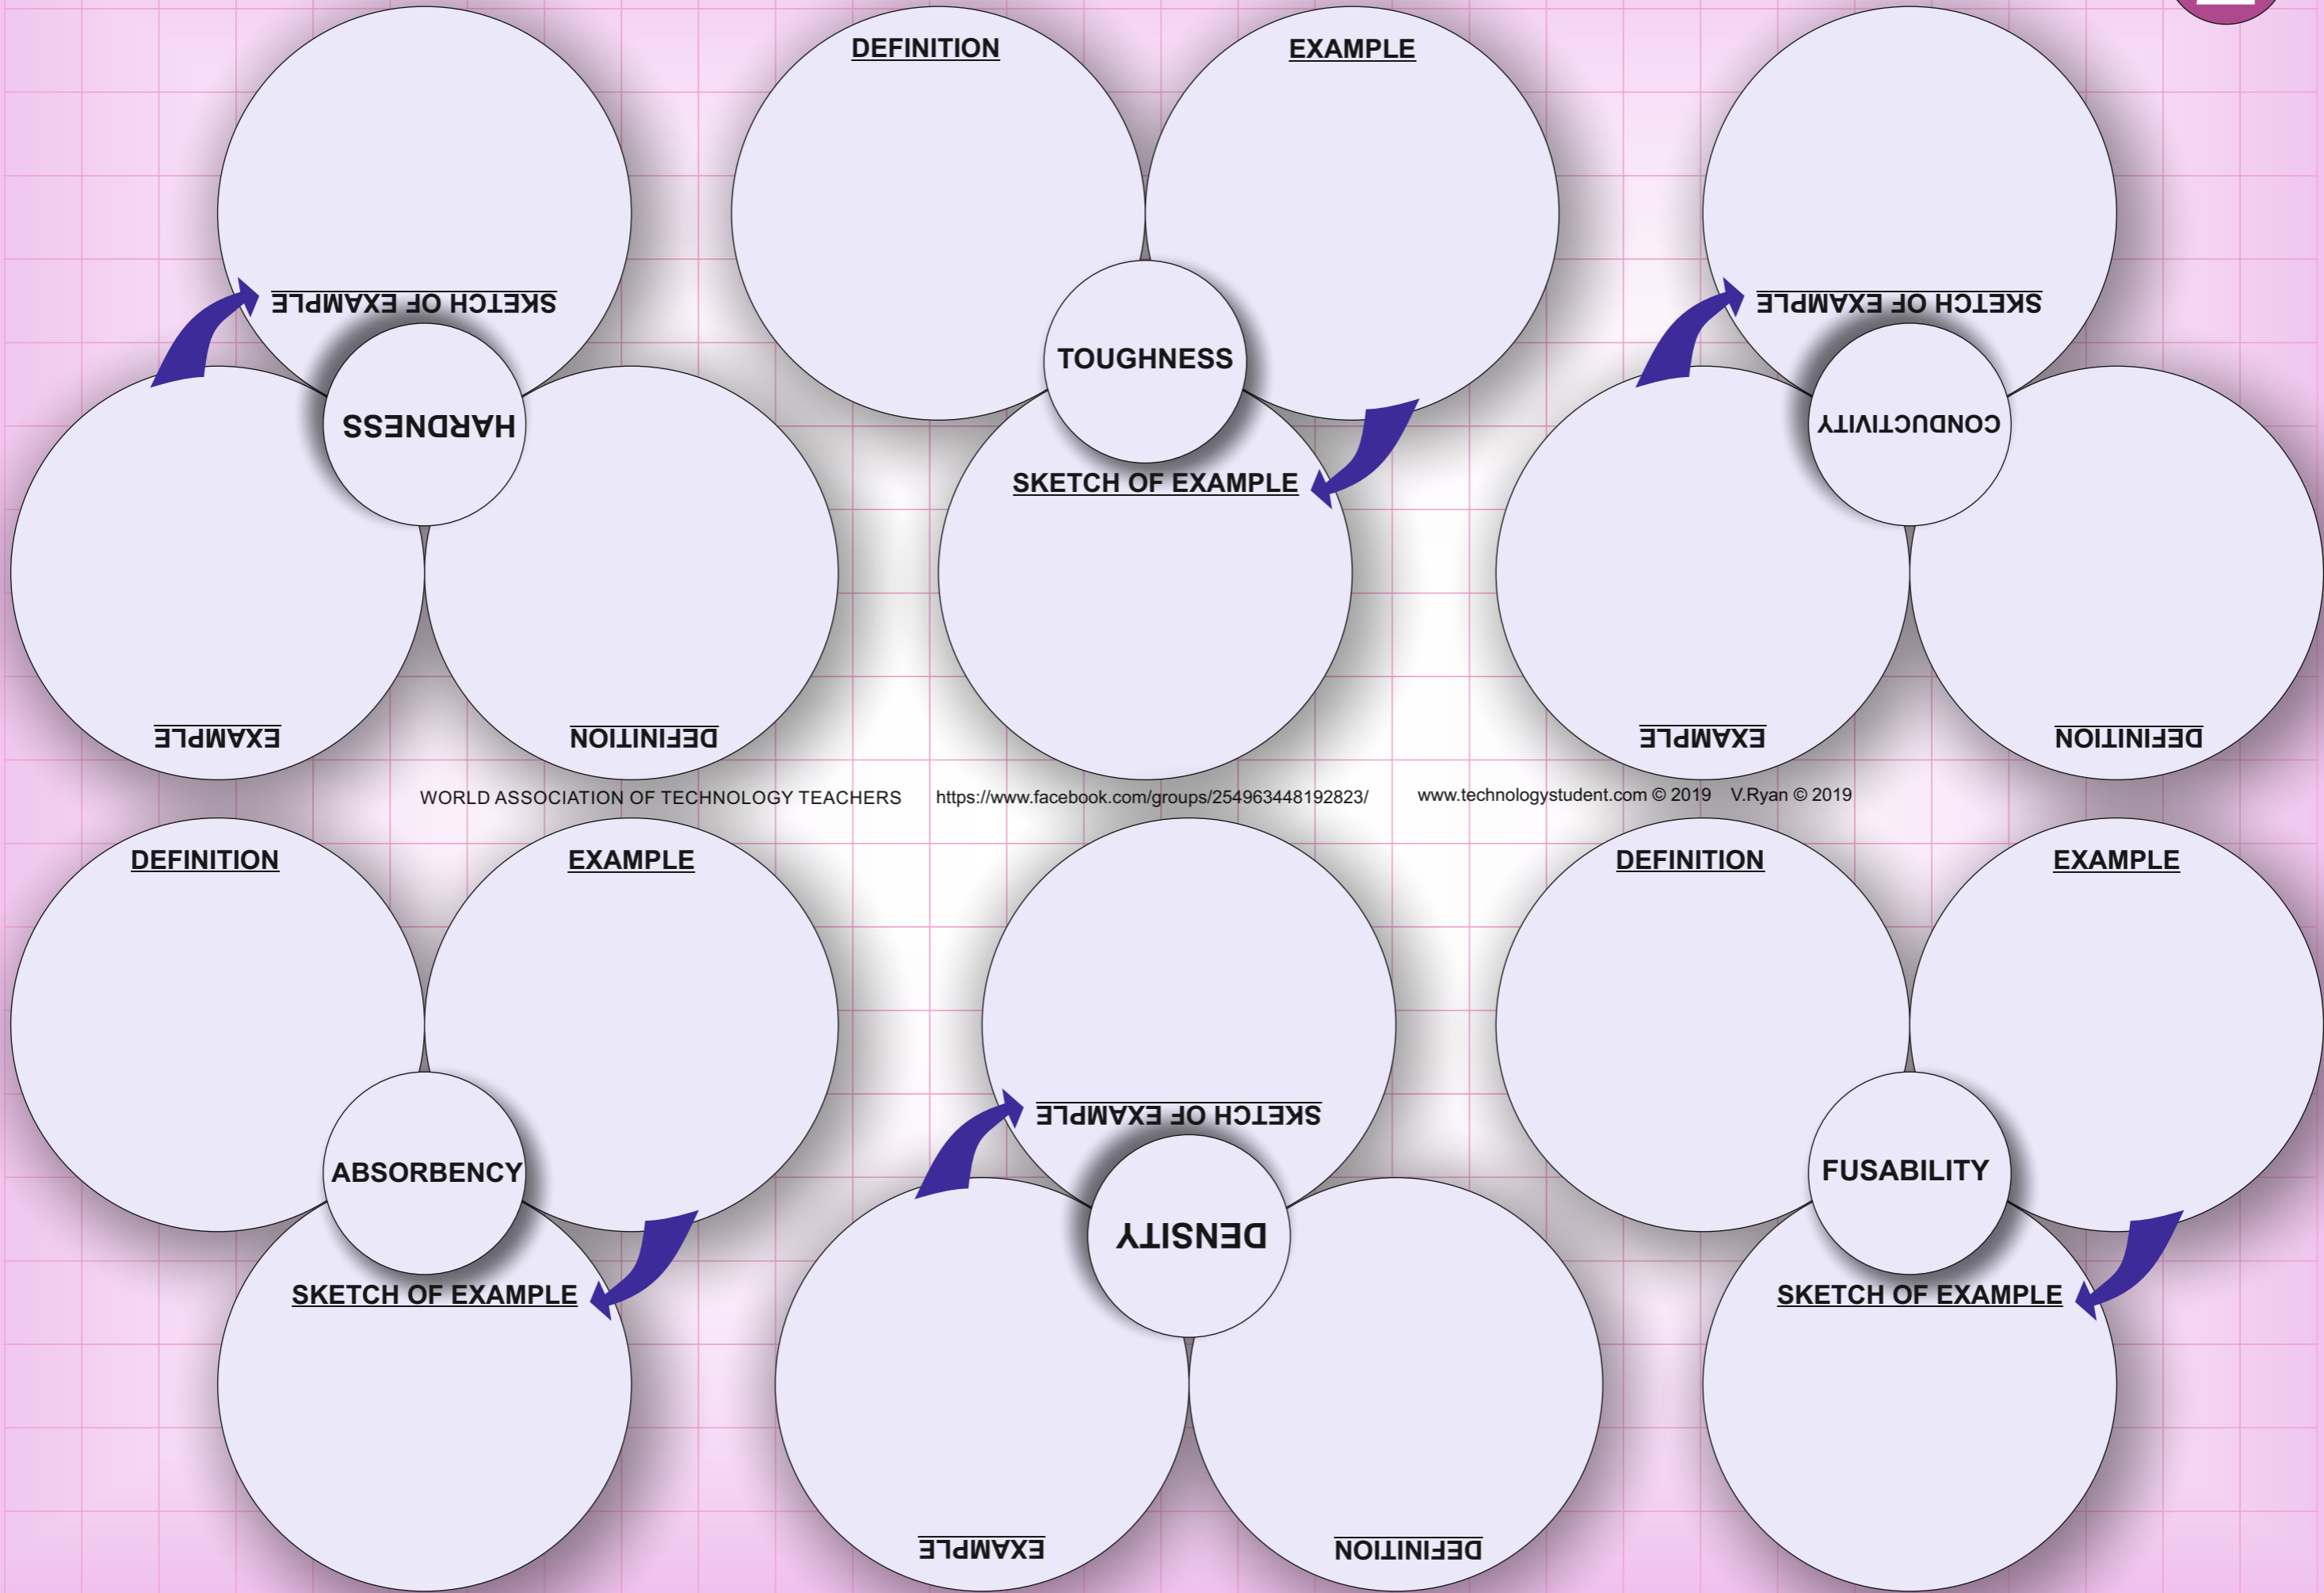 DEFINITION
EXAMPLE
SKETCH OF EXAMPLE
TOUGHNESS
SKETCH OF EXAMPLE
HARDNESS
EXAMPLE
DEFINITION
SKETCH OF EXAMPLE
CONDUCTIVITY
EXAMPLE
DEFINITION
SKETCH OF EXAMPLE
WORLD ASSOCIATION OF TECHNOLOGY TEACHERS https://www.facebook.com/groups/254963448192823/ www.technologystudent.com © 2019 V.Ryan © 2019
DEFINITION
EXAMPLE
ABSORBENCY
SKETCH OF EXAMPLE
SKETCH OF EXAMPLE
DENSITY
EXAMPLE
DEFINITION
DEFINITION
EXAMPLE
FUSABILITY
SKETCH OF EXAMPLE